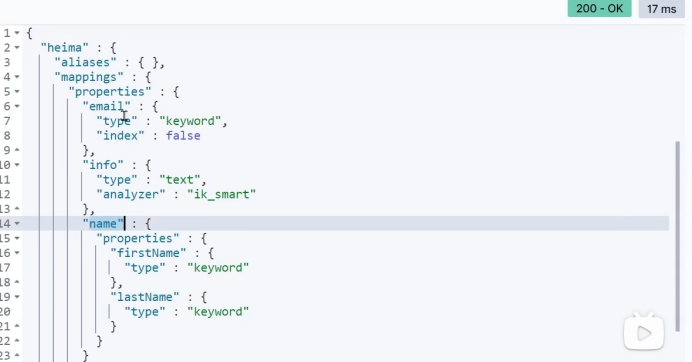 200 - OK
17 ms
1 {
2 "heima" : {
3 "aliases" : { },
4 "mappings" : {
5 "properties" : {
6 "email" : {
7 "type" : "keyword",
8 "index" : false
9 },
10 "info" : {
11 "type" : "text",
12 "analyzer" : "ik_smart"
13 },
14 "name" : {
15 "properties" : {
16 "firstName" : {
17 "type" : "keyword"
18 },
19 "lastName" : {
20 "type" : "keyword"
21 }
22 }
23 }